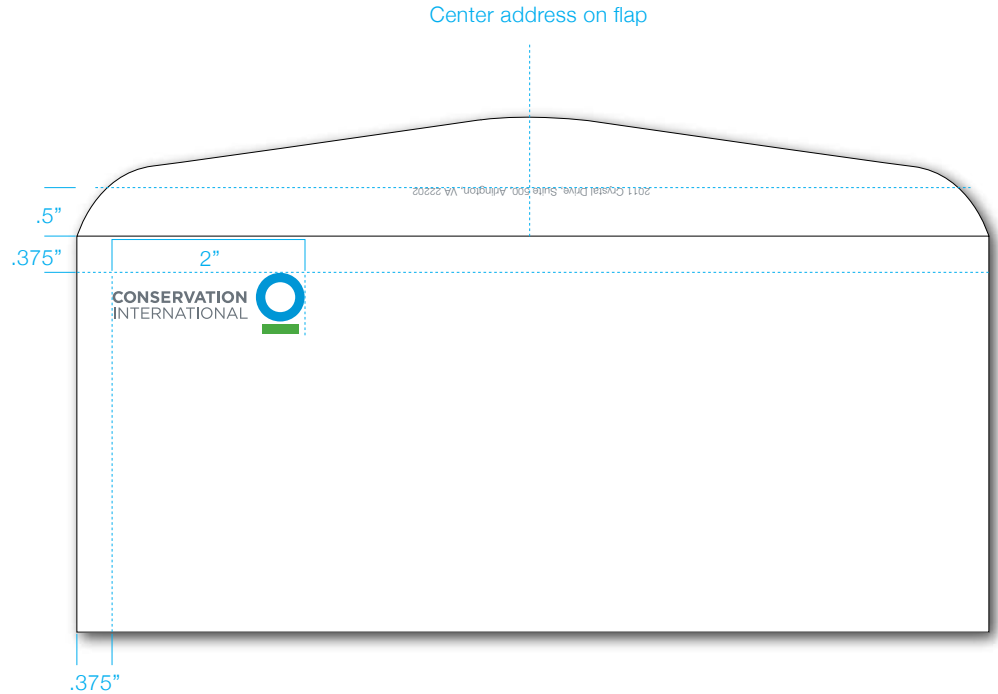 Center address on flap
2011 Crystal Drive, Suite 500, Arlington, VA 22202
.5”
.375”
2”
CONSERVATION
INTERNATIONAL
.375”